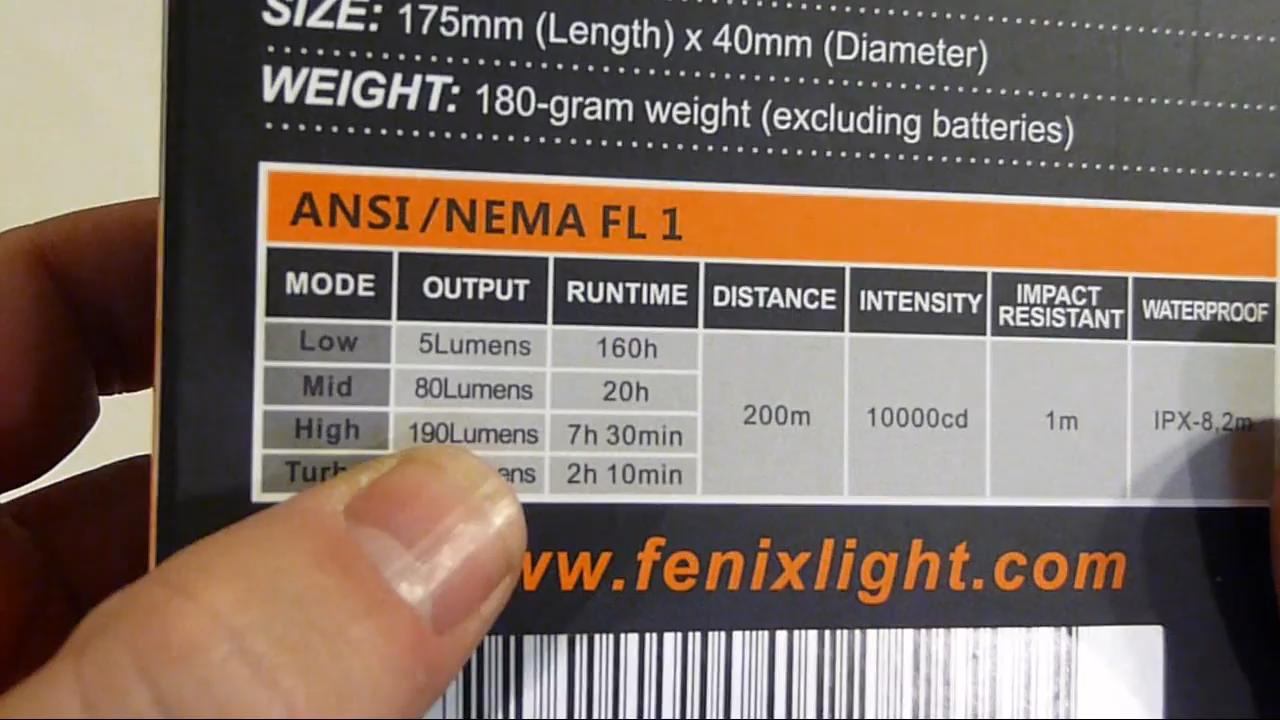 SIZE: 175mm (Length) x 40mm (Diameter)
WEIGHT: 180-gram weight (excluding batteries)
ANSI/NEMA FL 1
MODE OUTPUT RUNTIME DISTANCE INTENSITY IMPACT RESISTANT WATERPROOF
Low 5Lumens 160h
Mid 80Lumens 20h
200m 10000cd 1m IPX-8,2m
High 190Lumens 7h 30min
2h 10min
fenixlight.com